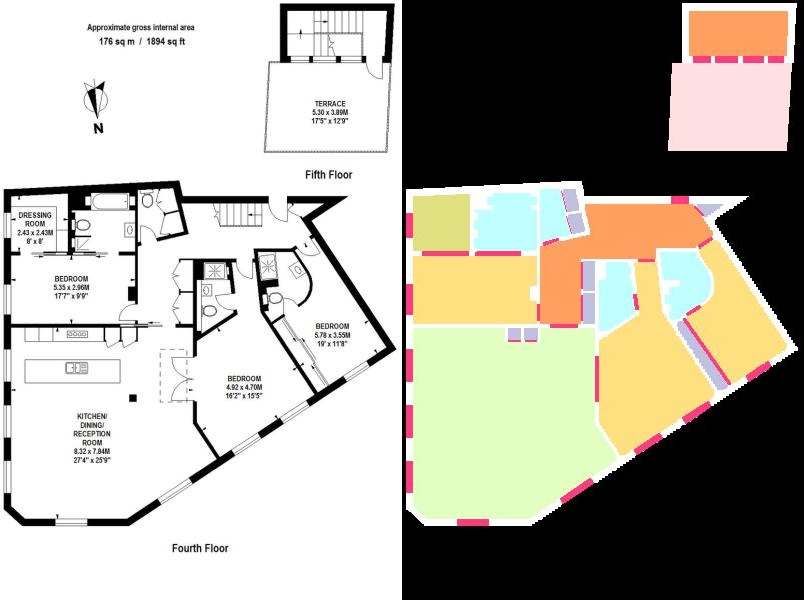 Approximate gross internal area
176 sq m / 1894 sq ft
N
TERRACE
5.30 x 3.89M
17'5" x 12'9"
Fifth Floor
DRESSING
ROOM
2.43 x 2.43M
8' x 8'
BEDROOM
5.35 x 2.96M
17'7" x 9'9"
BEDROOM
5.78 x 3.55M
19' x 11'8"
BEDROOM
4.92 x 4.70M
16'2" x 15'5"
KITCHEN/
DINING/
RECEPTION
ROOM
8.32 x 7.84M
27'4" x 25'9"
Fourth Floor